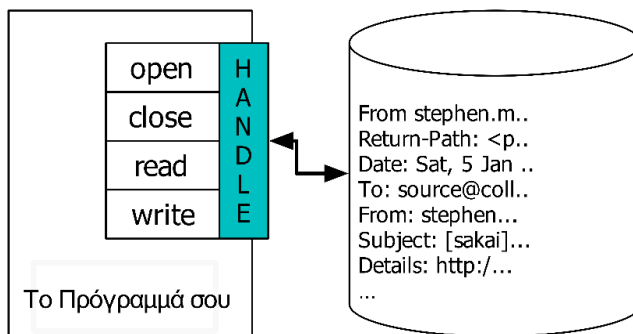 open
close
read
write
HANDLE
Το Πρόγραμμά σου
From stephen.m..
Return-Path: <p..
Date: Sat, 5 Jan ..
To: source@coll..
From: stephen...
Subject: [sakai]...
Details: http:/...
...